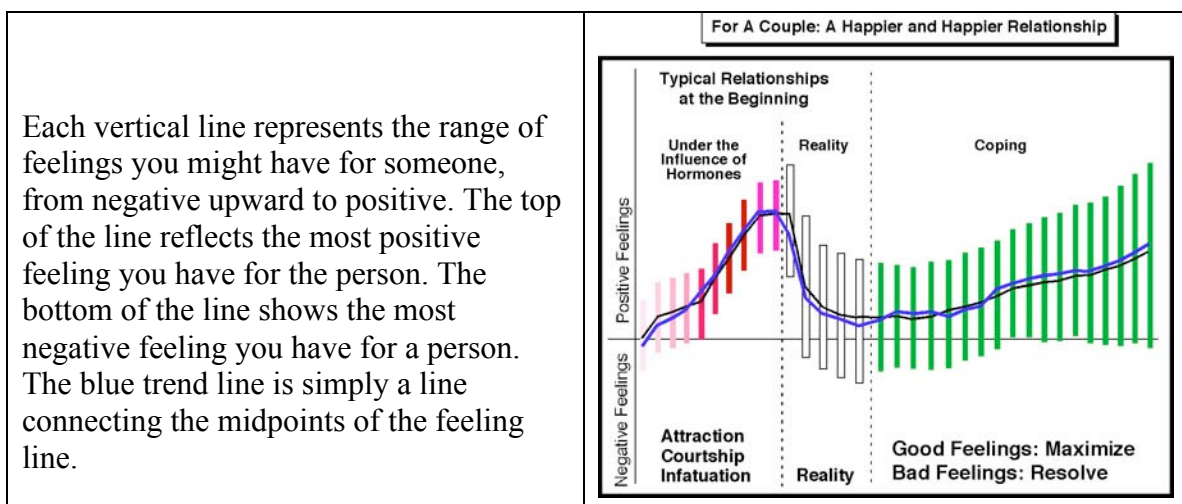 Each vertical line represents the range of
feelings you might have for someone,
from negative upward to positive. The top
of the line reflects the most positive
feeling you have for the person. The
bottom of the line shows the most
negative feeling you have for a person.
The blue trend line is simply a line
connecting the midpoints of the feeling
line.
For A Couple: A Happier and Happier Relationship
Typical Relationships
at the Beginning
Under the
Influence of
Hormones
Reality
Coping
Positive Feelings
Negative Feelings
Attraction
Courtship
Infatuation
Reality
Good Feelings: Maximize
Bad Feelings: Resolve